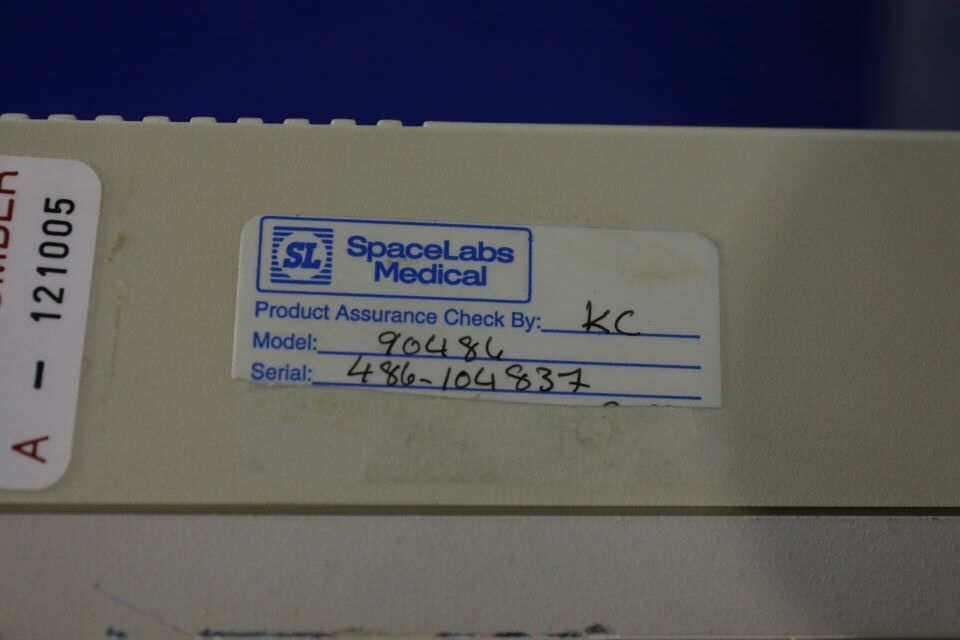 A - 121005
SL
SpaceLabs
Medical
Product Assurance Check By: KC
Model: 90486
Serial: 486-104837